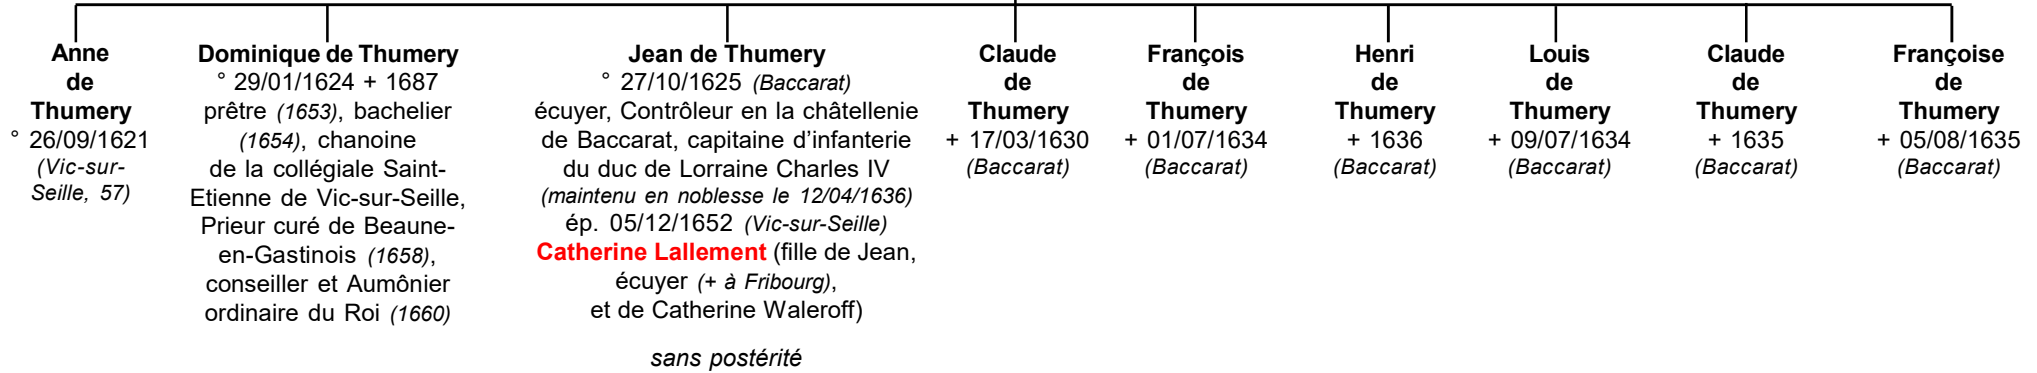 Anne
de
Thumery
° 26/09/1621
(Vic-sur-
Seille, 57)
Dominique de Thumery
° 29/01/1624 + 1687
prêtre (1653), bachelier
(1654), chanoine
de la collégiale Saint-
Etienne de Vic-sur-Seille,
Prieur curé de Beaune-
en-Gastinois (1658),
conseiller et Aumônier
ordinaire du Roi (1660)
Jean de Thumery
° 27/10/1625 (Baccarat)
écuyer, Contrôleur en la châtellenie
de Baccarat, capitaine d’infanterie
du duc de Lorraine Charles IV
(maintenu en noblesse le 12/04/1636)
ép. 05/12/1652 (Vic-sur-Seille)
Catherine Lallement (fille de Jean,
écuyer (+ à Fribourg),
et de Catherine Waleroff)
sans postérité
Claude
de
Thumery
+ 17/03/1630
(Baccarat)
François
de
Thumery
+ 01/07/1634
(Baccarat)
Henri
de
Thumery
+ 1636
(Baccarat)
Louis
de
Thumery
+ 09/07/1634
(Baccarat)
Claude
de
Thumery
+ 1635
(Baccarat)
Françoise
de
Thumery
+ 05/08/1635
(Baccarat)